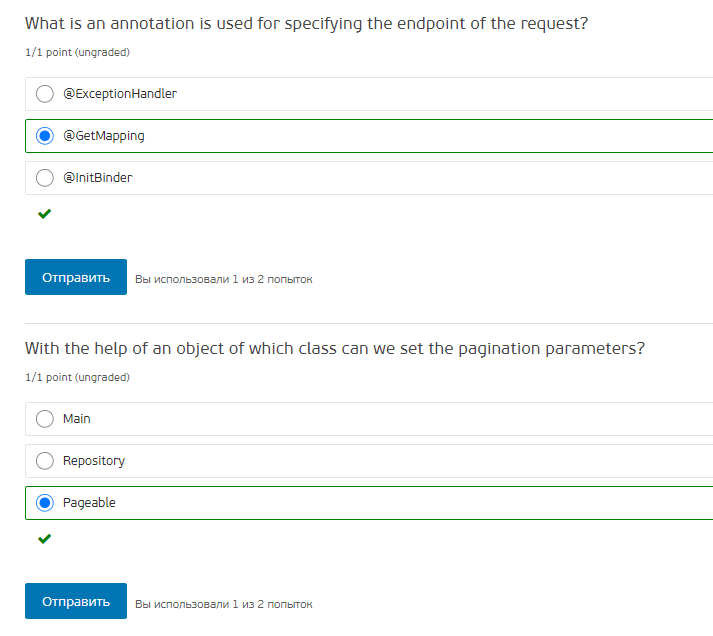 What is an annotation is used for specifying the endpoint of the request?
1/1 point (ungraded)
@ExceptionHandler
@GetMapping
@InitBinder
Отправить Вы использовали 1 из 2 попыток
With the help of an object of which class can we set the pagination parameters?
1/1 point (ungraded)
Main
Repository
Pageable
Отправить Вы использовали 1 из 2 попыток